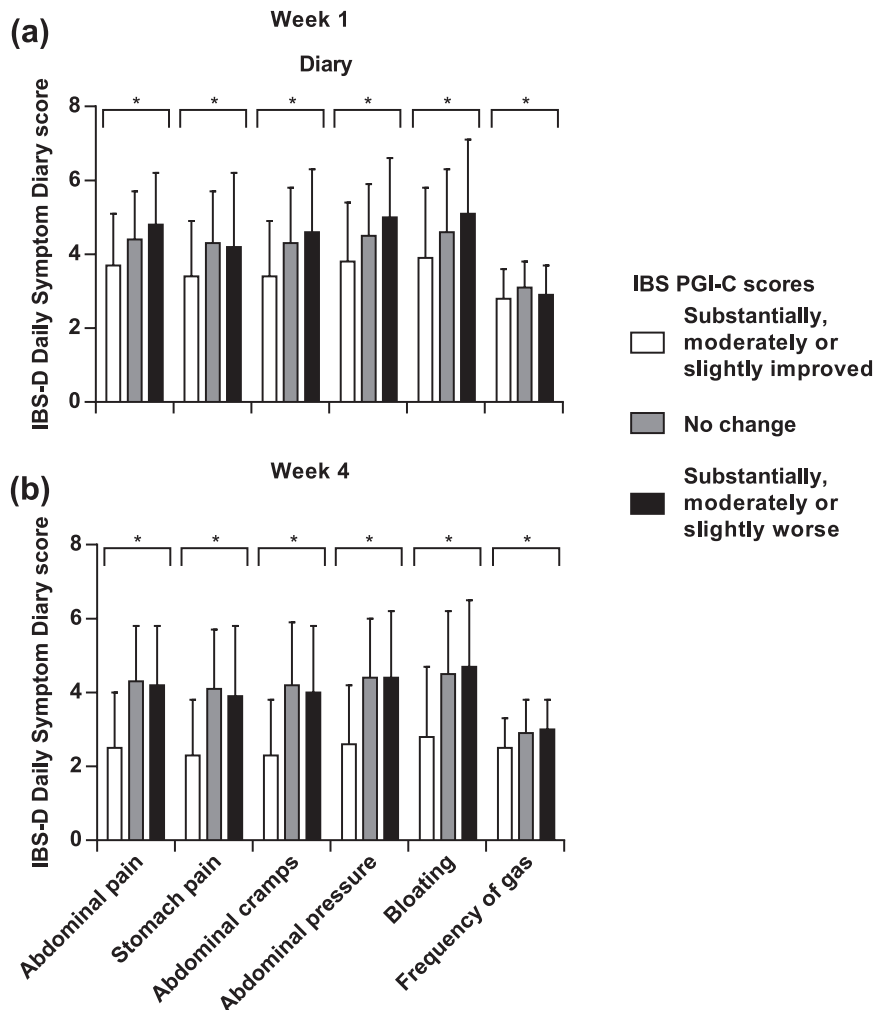 (a)
Week 1
Diary
IBS-D Daily Symptom Diary score
8
6
4
2
0
* * * * * *
IBS PGI-C scores
Substantially,
moderately or
slightly improved
No change
Substantially,
moderately or
slightly worse
(b)
Week 4
IBS-D Daily Symptom Diary score
8
6
4
2
0
* * * * * *
Abdominal pain
Stomach pain
Abdominal cramps
Abdominal pressure
Bloating
Frequency of gas